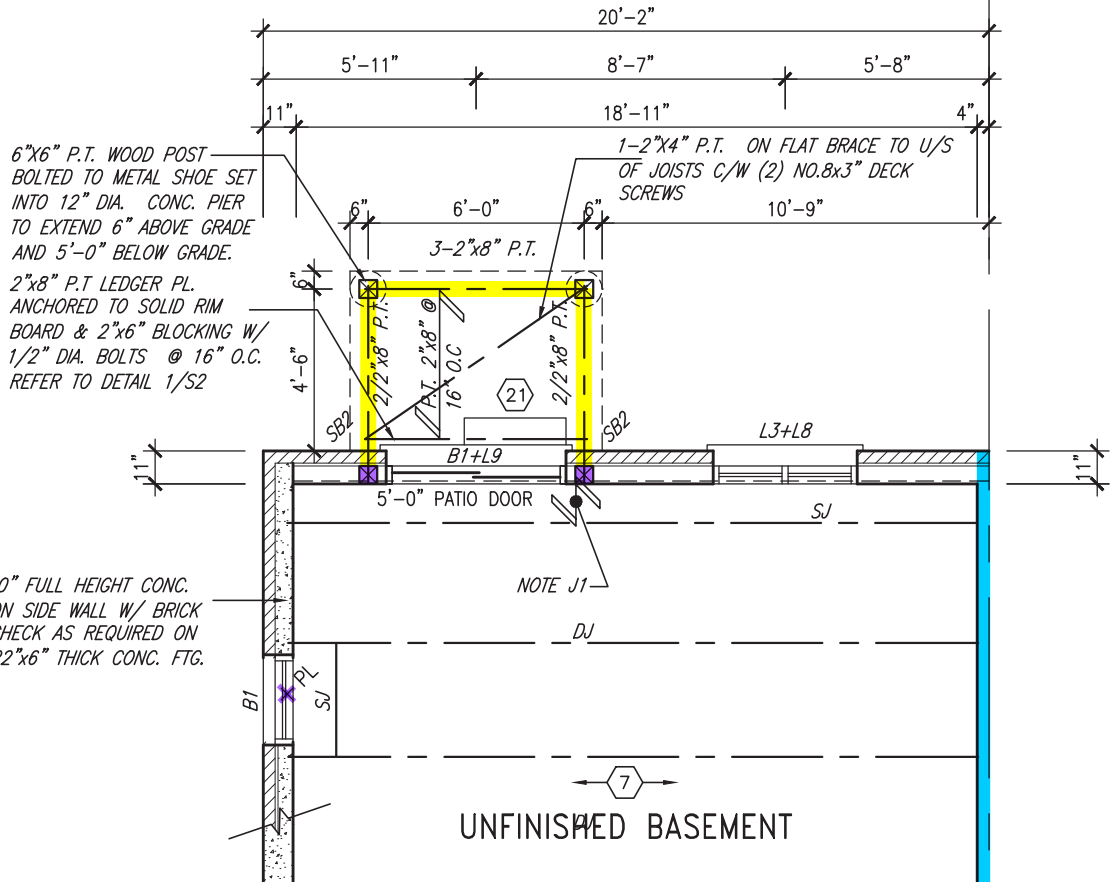 20'-2"
5'-11"
8'-7"
5'-8"
11"
18'-11"
4"
6"X6" P.T. WOOD POST
BOLTED TO METAL SHOE SET
INTO 12" DIA. CONC. PIER
TO EXTEND 6" ABOVE GRADE
AND 5'-0" BELOW GRADE.
1-2"X4" P.T. ON FLAT BRACE TO U/S
OF JOISTS C/W (2) NO.8x3" DECK
SCREWS
6"
6'-0"
6"
10'-9"
3-2"x8" P.T.
2"x8" P.T LEDGER PL.
ANCHORED TO SOLID RIM
BOARD & 2"x6" BLOCKING W/
1/2" DIA. BOLTS @ 16" O.C.
REFER TO DETAIL 1/S2
6"
4'-6"
2/2"x8" P.T.
P.T. 2"x8" @
16" O.C
2/2"x8" P.T.
21
SB2
SB2
B1+L9
L3+L8
11"
11"
5'-0" PATIO DOOR
SJ
NOTE J1
0" FULL HEIGHT CONC.
ON SIDE WALL W/ BRICK
CHECK AS REQUIRED ON
22"x6" THICK CONC. FTG.
DJ
PL
B1
SJ
7
UNFINISHED BASEMENT